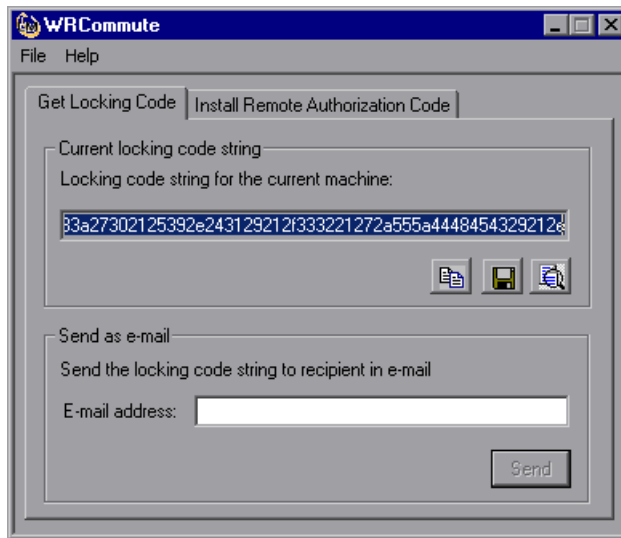 WRCommute
File Help
Get Locking Code Install Remote Authorization Code
Current locking code string
Locking code string for the current machine:
33a27302125392e243129212f333221272a555a4448454329212e
Send as e-mail
Send the locking code string to recipient in e-mail
E-mail address:
Send